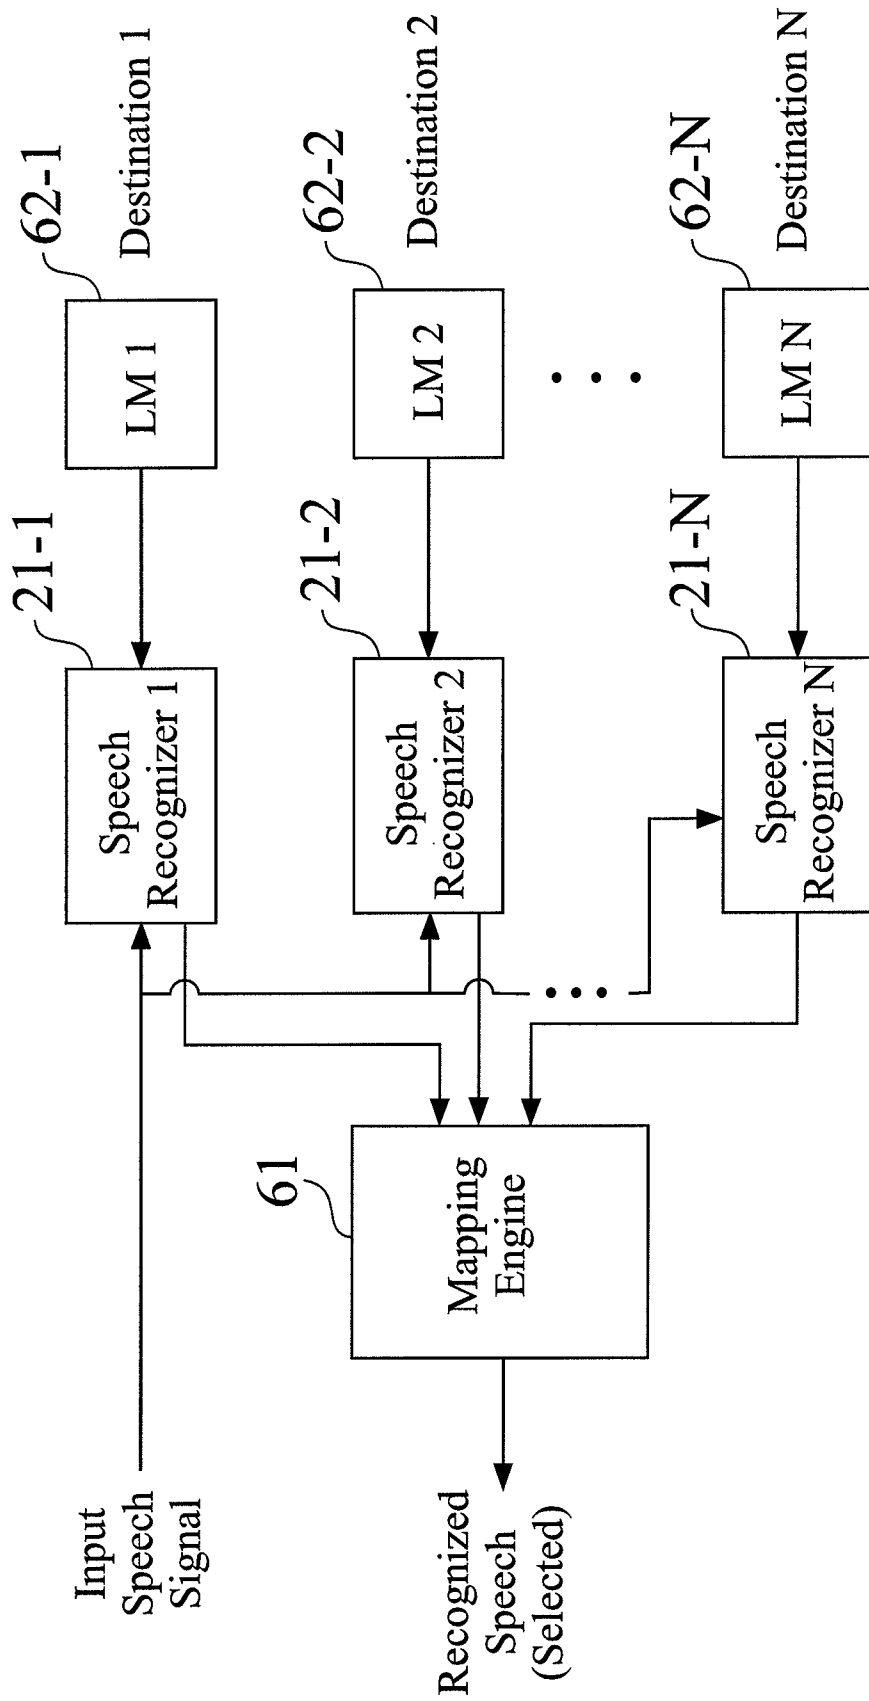 Input
Speech
Signal
21-1
Speech
Recognizer 1
62-1
LM 1
Destination 1
Recognized
Speech
(Selected)
61
Mapping
Engine
21-2
Speech
Recognizer 2
62-2
LM 2
Destination 2
21-N
Speech
Recognizer N
62-N
LM N
Destination N